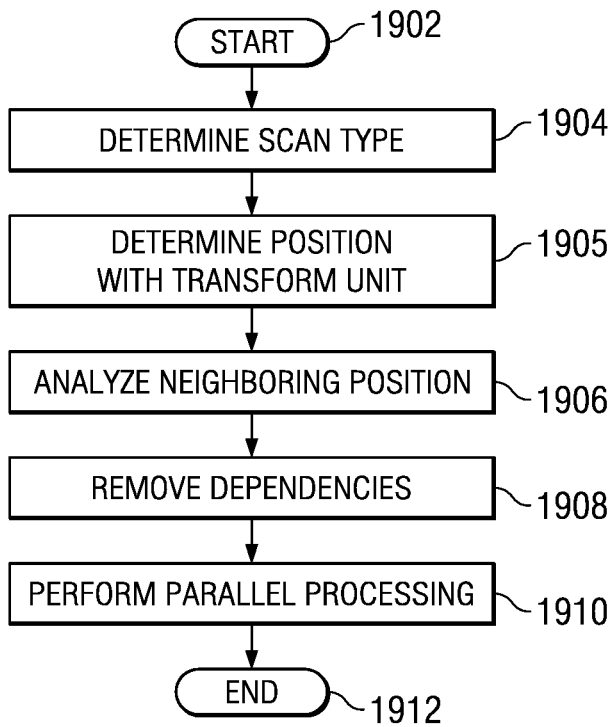 START
1902
DETERMINE SCAN TYPE
1904
DETERMINE POSITION
WITH TRANSFORM UNIT
1905
ANALYZE NEIGHBORING POSITION
1906
REMOVE DEPENDENCIES
1908
PERFORM PARALLEL PROCESSING
1910
END
1912